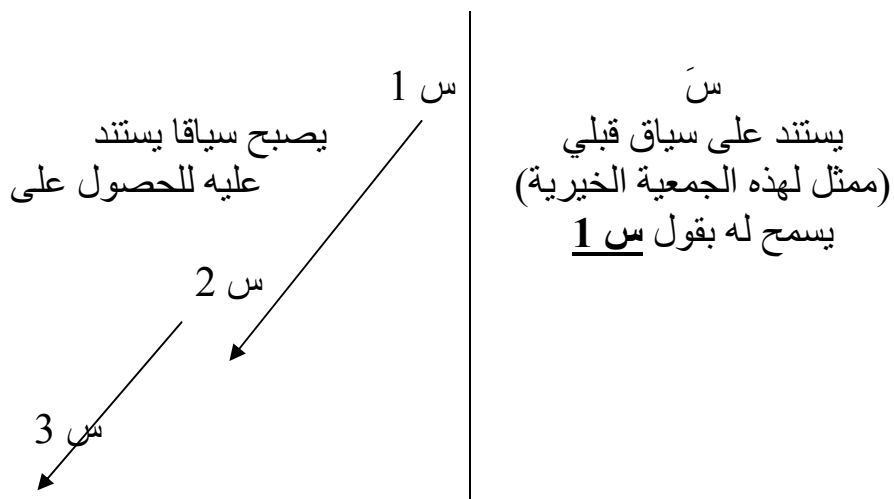 سَ
يستند على سياق قبلي
(ممثل لهذه الجمعية الخيرية)
يسمح له بقول س 1
س 1
يصبح سياقا يستند
عليه للحصول على
س 2
س 3